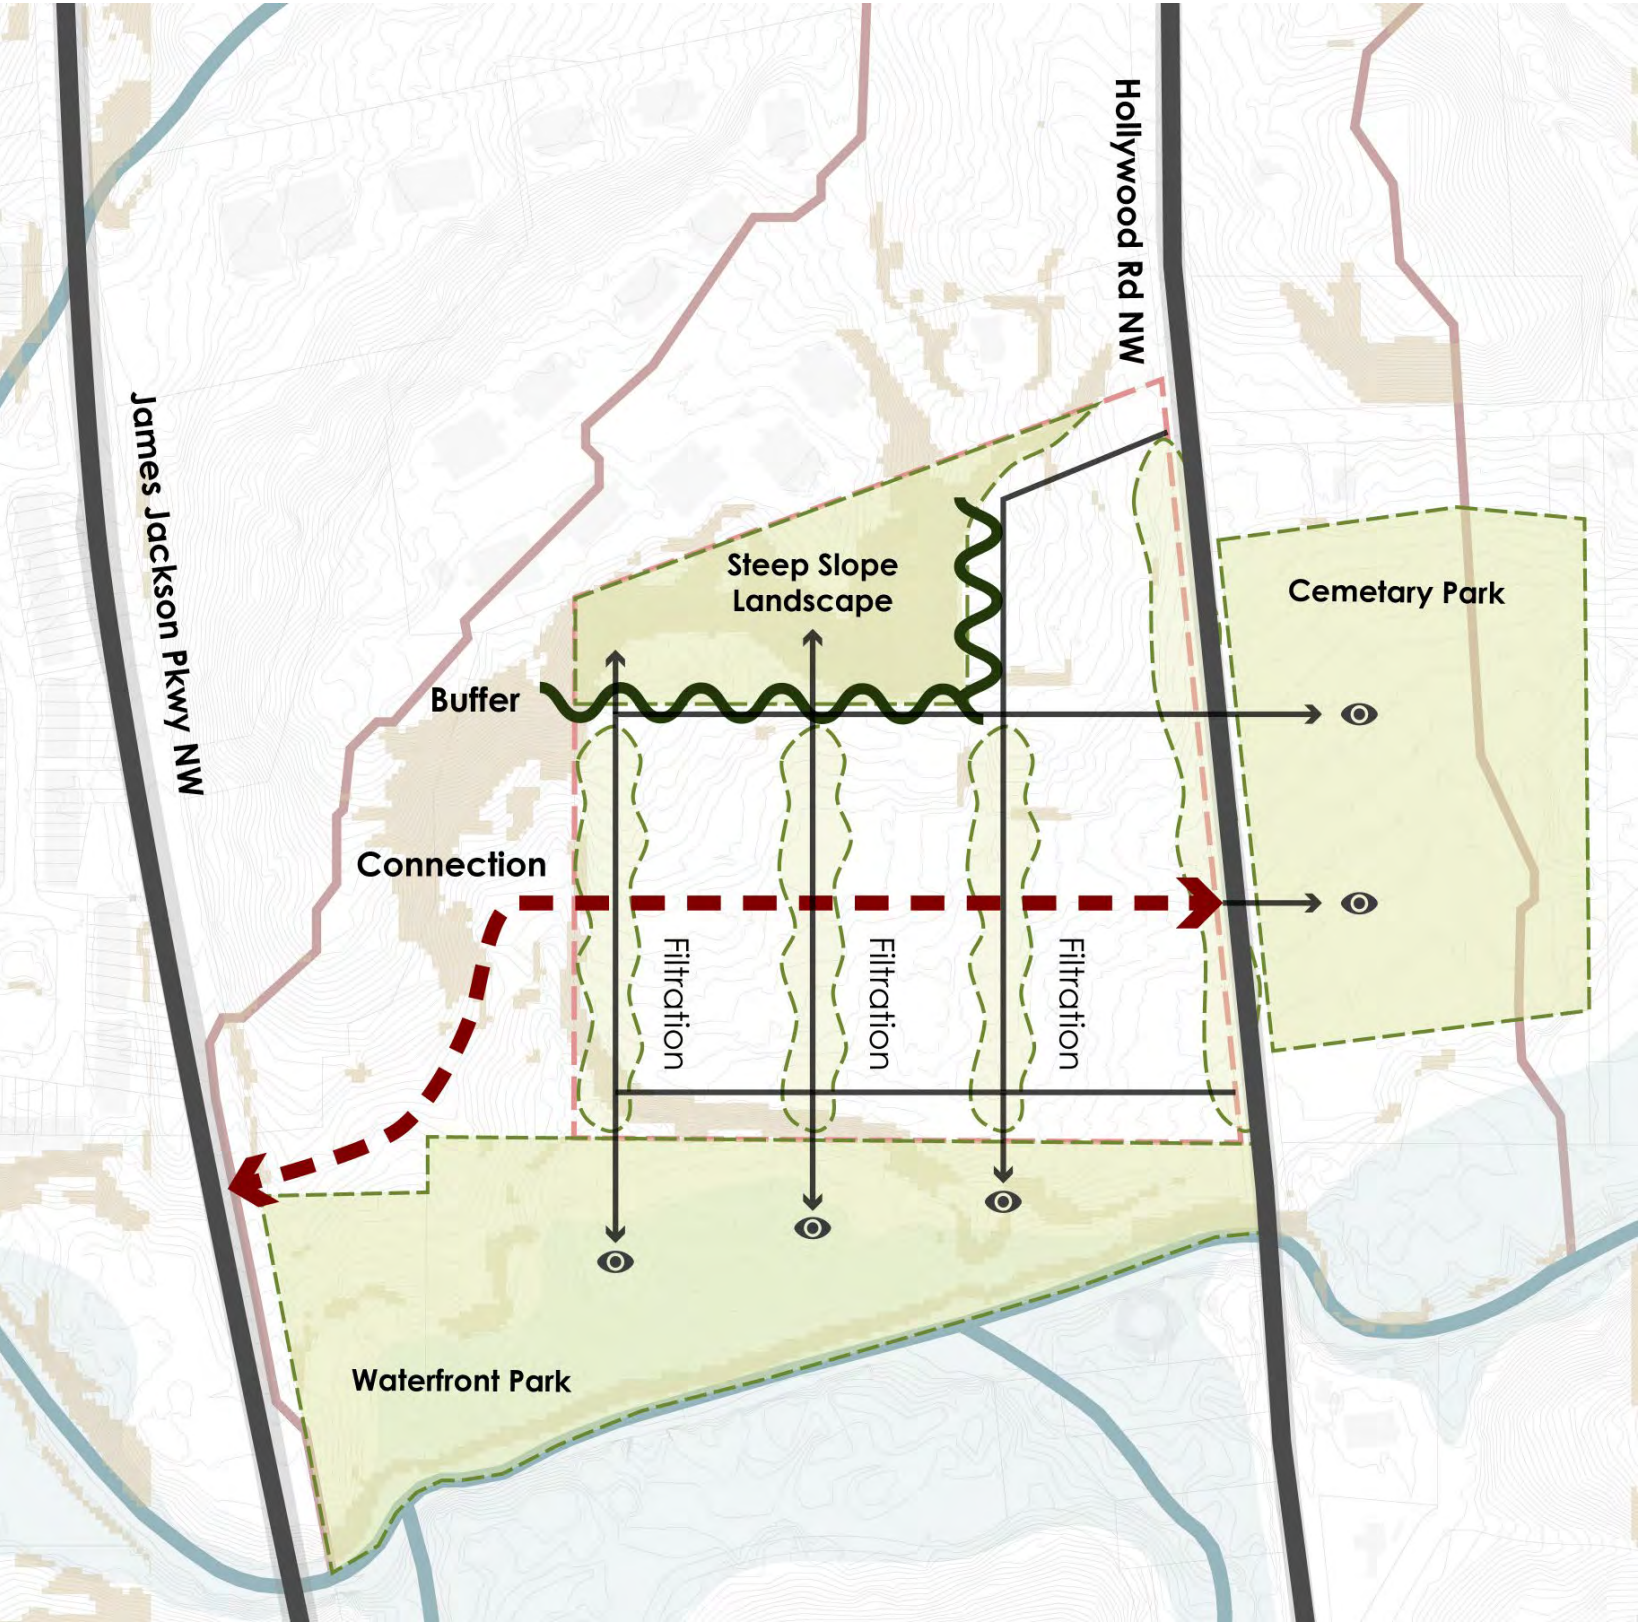 Hollywood Rd NW
James Jackson Pkwy NW
Steep Slope
Landscape
Cemetary Park
Buffer
Connection
Filtration
Filtration
Filtration
Waterfront Park